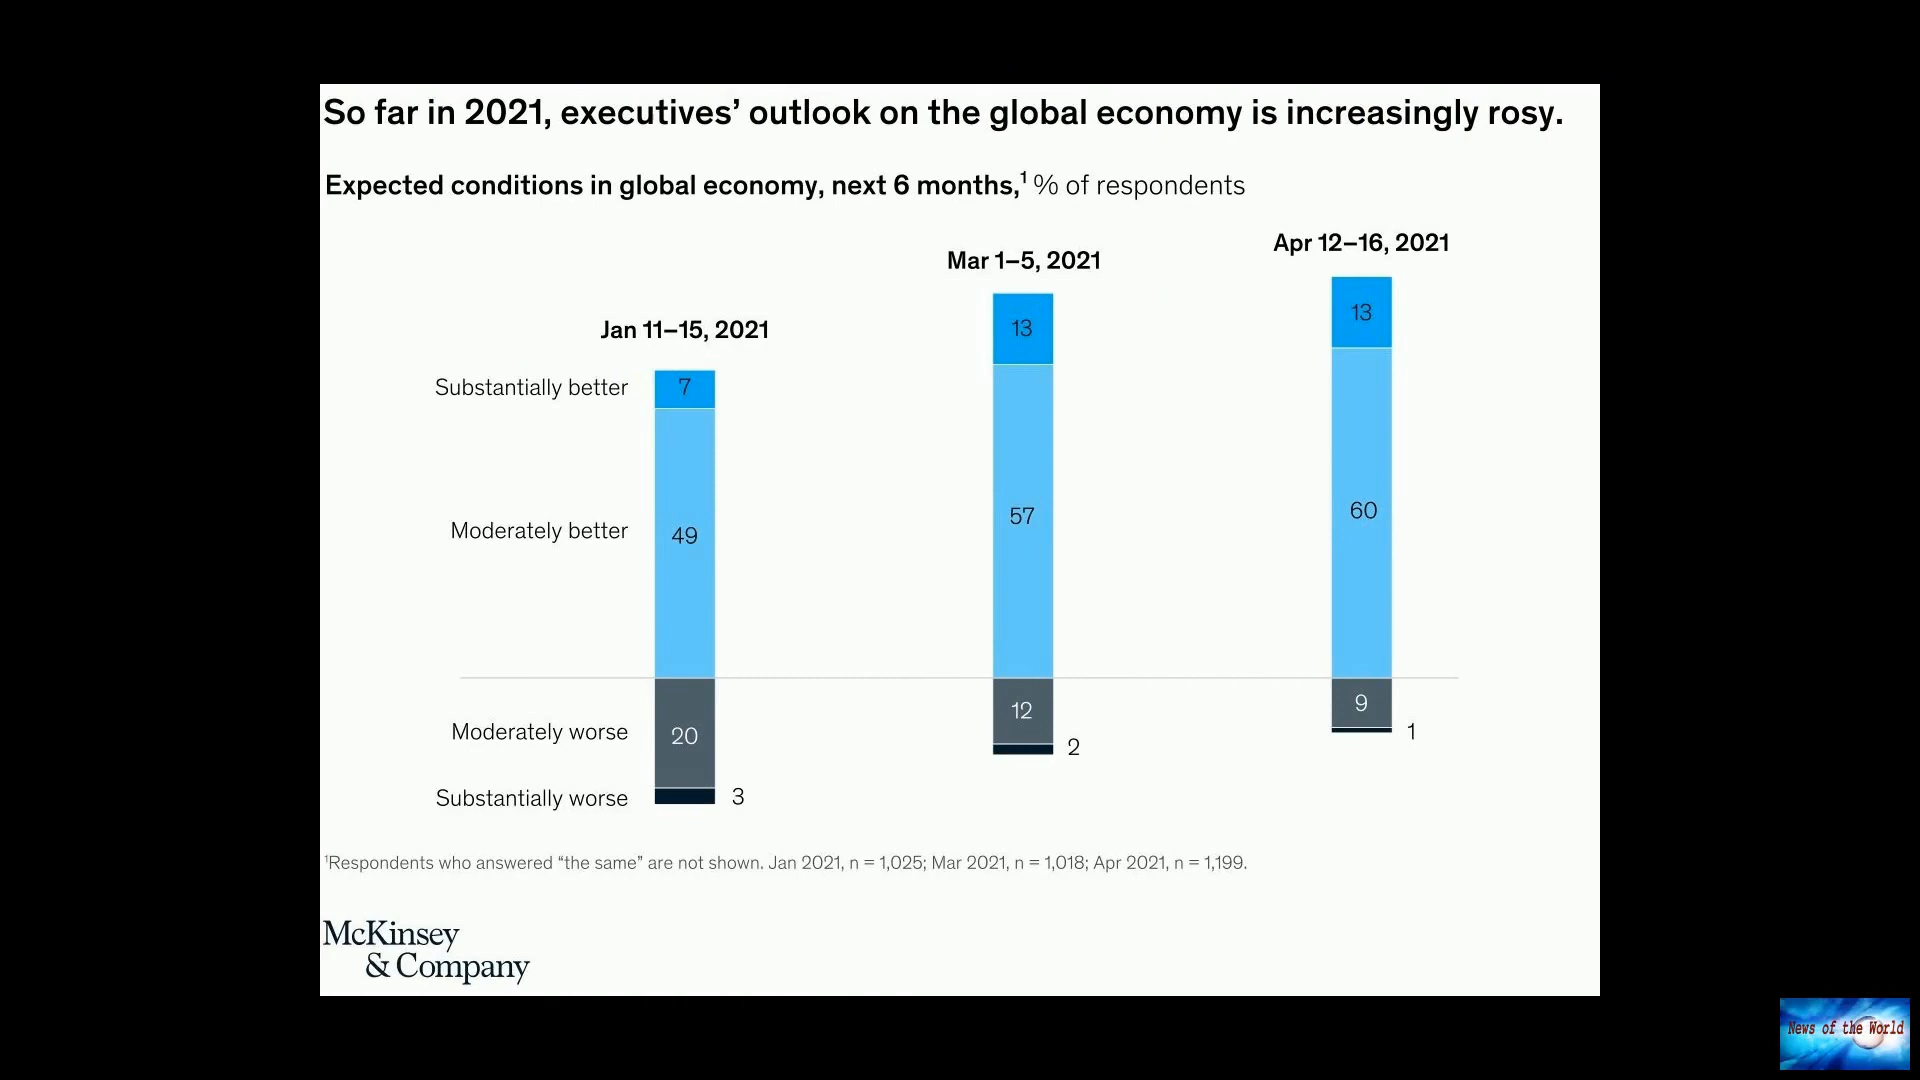 So far in 2021, executives’ outlook on the global economy is increasingly rosy.
Expected conditions in global economy, next 6 months,¹ % of respondents
Jan 11–15, 2021
Mar 1–5, 2021
Apr 12–16, 2021
Substantially better
7
13
13
Moderately better
49
57
60
Moderately worse
20
12
9
Substantially worse
3
2
1
¹Respondents who answered “the same” are not shown. Jan 2021, n = 1,025; Mar 2021, n = 1,018; Apr 2021, n = 1,199.
McKinsey
& Company
News of the World